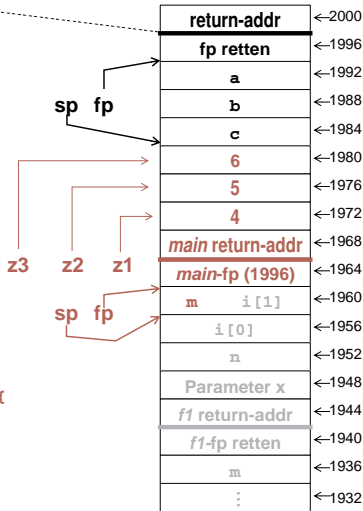 return-addr ←2000
fp retten ←1996
a ←1992
sp fp b ←1988
c ←1984
6 ←1980
5 ←1976
4 ←1972
z3 z2 z1 main return-addr ←1968
main-fp (1996) ←1964
sp fp m i[1] ←1960
i[0] ←1956
n ←1952
Parameter x ←1948
f1 return-addr ←1944
f1-fp retten ←1940
m ←1936
⋮ ←1932